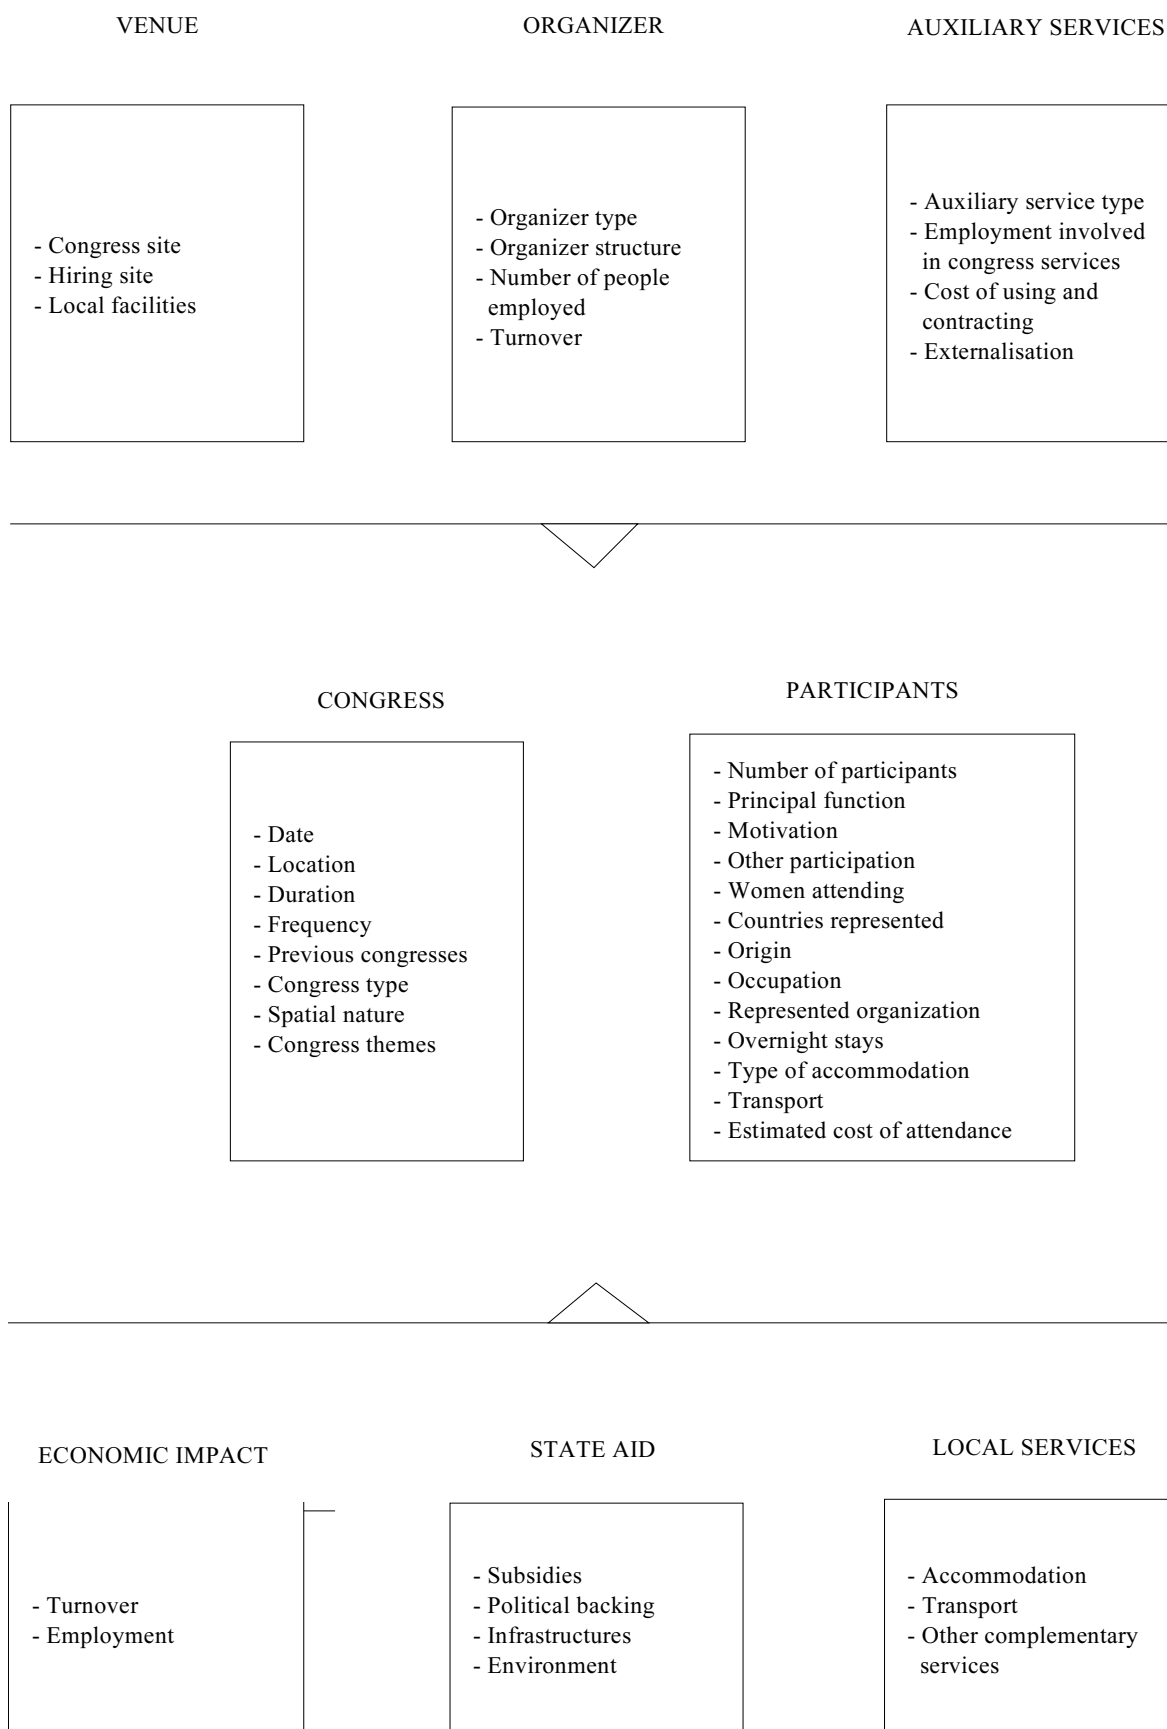 VENUE
- Congress site
- Hiring site
- Local facilities
ORGANIZER
- Organizer type
- Organizer structure
- Number of people
employed
- Turnover
AUXILIARY SERVICES
- Auxiliary service type
- Employment involved
in congress services
- Cost of using and
contracting
- Externalisation
CONGRESS
- Date
- Location
- Duration
- Frequency
- Previous congresses
- Congress type
- Spatial nature
- Congress themes
PARTICIPANTS
- Number of participants
- Principal function
- Motivation
- Other participation
- Women attending
- Countries represented
- Origin
- Occupation
- Represented organization
- Overnight stays
- Type of accommodation
- Transport
- Estimated cost of attendance
ECONOMIC IMPACT
- Turnover
- Employment
STATE AID
- Subsidies
- Political backing
- Infrastructures
- Environment
LOCAL SERVICES
- Accommodation
- Transport
- Other complementary
services